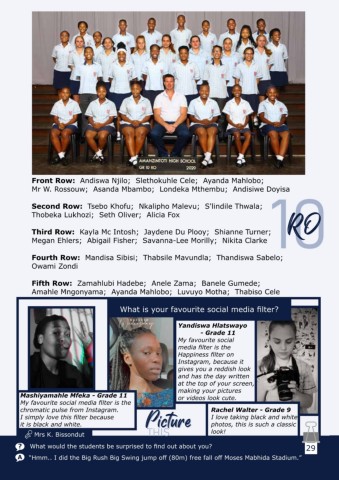 AMANZIMTOTI HIGH SCHOOL
GR 10 RO 2020
Front Row: Andiswa Njilo; Slethokuhle Cele; Ayanda Mahlobo;
Mr W. Rossouw; Asanda Mbambo; Londeka Mthembu; Andisiwe Doyisa
Second Row: Tsebo Khofu; Nkalipho Malevu; S'lindile Thwala;
Thobeka Lukhozi; Seth Oliver; Alicia Fox
10
RO
Third Row: Kayla Mc Intosh; Jaydene Du Plooy; Shianne Turner;
Megan Ehlers; Abigail Fisher; Savanna-Lee Morilly; Nikita Clarke
Fourth Row: Mandisa Sibisi; Thabsile Mavundla; Thandiswa Sabelo;
Owami Zondi
Fifth Row: Zamahlubi Hadebe; Anele Zama; Banele Gumede;
Amahle Mngonyama; Ayanda Mahlobo; Luvuyo Motha; Thabiso Cele
What is your favourite social media filter?
Yandiswa Hlatswayo
- Grade 11
My favourite social
media filter is the
Happiness filter on
Instagram, because it
gives you a reddish look
and has the day written
at the top of your screen,
making your pictures
or videos look cute.
Mashiyamahle Mfeka - Grade 11
My favourite social media filter is the
chromatic pulse from Instagram.
I simply love this filter because
it is black and white.
Picture
THIS
Rachel Walter - Grade 9
I love taking black and white
photos, this is such a classic
look!
Mrs K. Bissondut
29
? What would the students be surprised to find out about you?
A "Hmm.. I did the Big Rush Big Swing jump off (80m) free fall off Moses Mabhida Stadium."